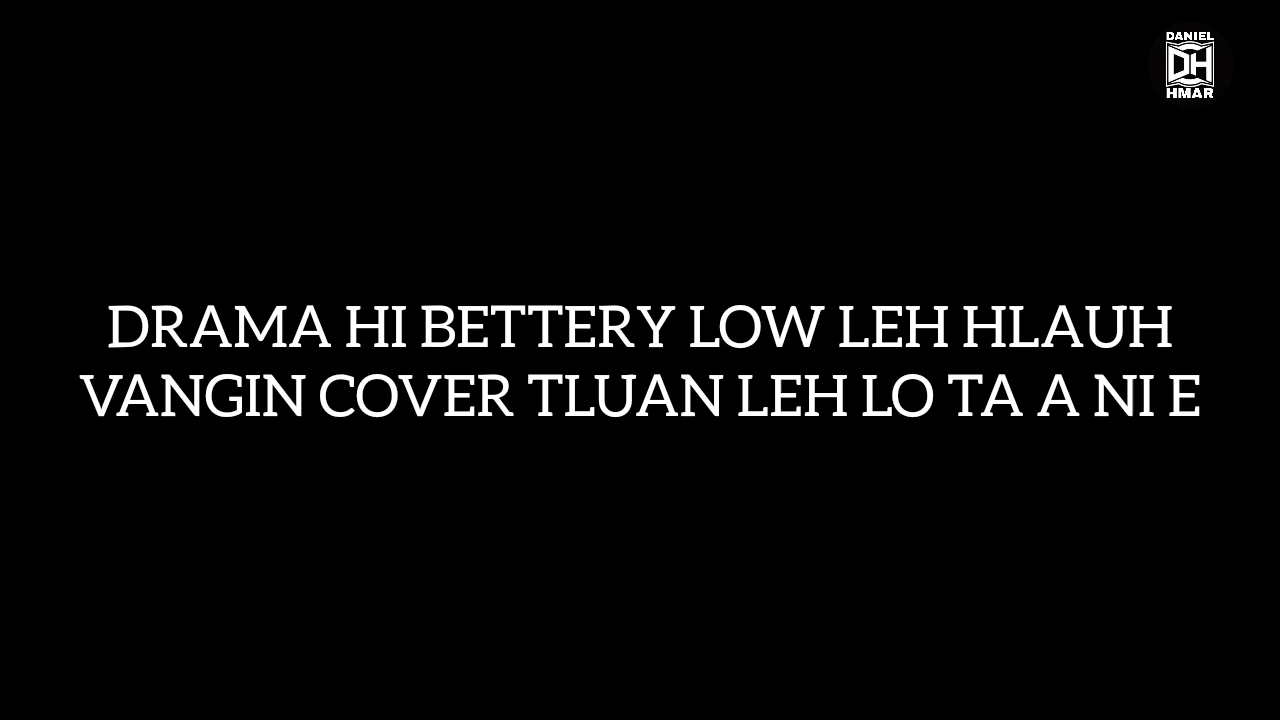 DANIEL
DH
HMAR
DRAMA HI BETTERY LOW LEH HLAUH
VANGIN COVER TLUAN LEH LO TA A NI E